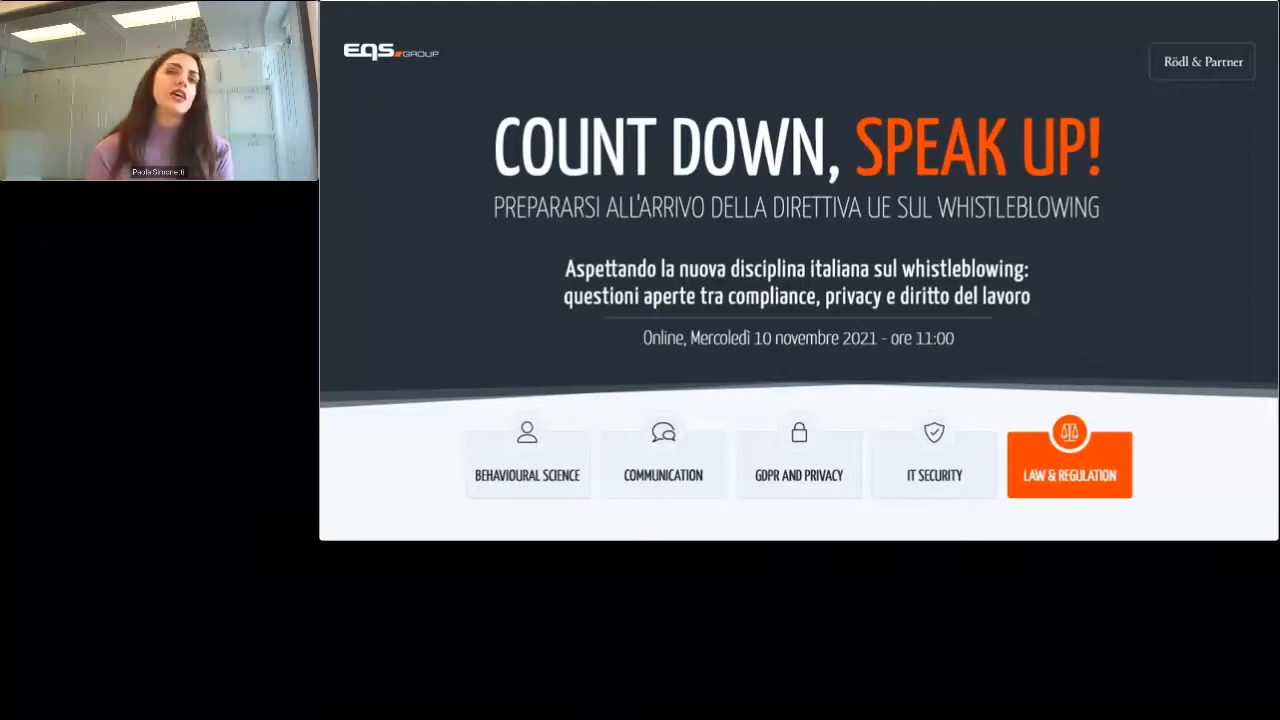 Paola Simonetti
EQS GROUP
Rödl & Partner
COUNT DOWN, SPEAK UP!
PREPARARSI ALL'ARRIVO DELLA DIRETTIVA UE SUL WHISTLEBLOWING
Aspettando la nuova disciplina italiana sul whistleblowing:
questioni aperte tra compliance, privacy e diritto del lavoro
Online, Mercoledì 10 novembre 2021 - ore 11:00
BEHAVIOURAL SCIENCE
COMMUNICATION
GDPR AND PRIVACY
IT SECURITY
LAW & REGULATION